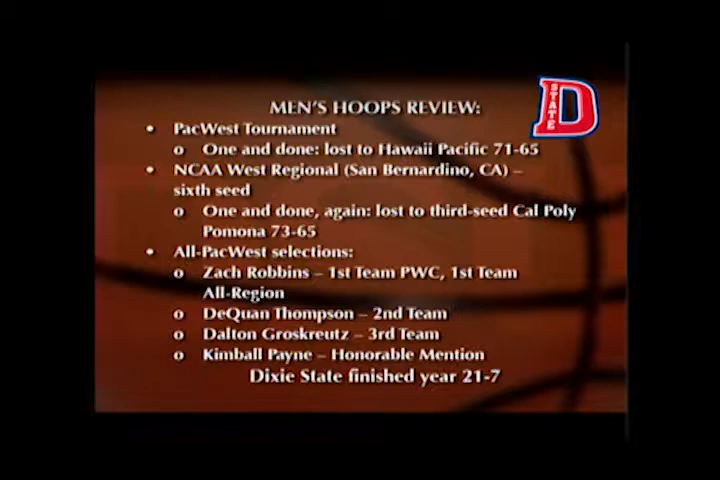 MEN'S HOOPS REVIEW:
STATE
D
• PacWest Tournament
o One and done: lost to Hawaii Pacific 71-65
• NCAA West Regional (San Bernardino, CA) –
sixth seed
o One and done, again: lost to third-seed Cal Poly
Pomona 73-65
• All-PacWest selections:
o Zach Robbins – 1st Team PWC, 1st Team
All-Region
o DeQuan Thompson – 2nd Team
o Dalton Groskreutz – 3rd Team
o Kimball Payne – Honorable Mention
Dixie State finished year 21-7